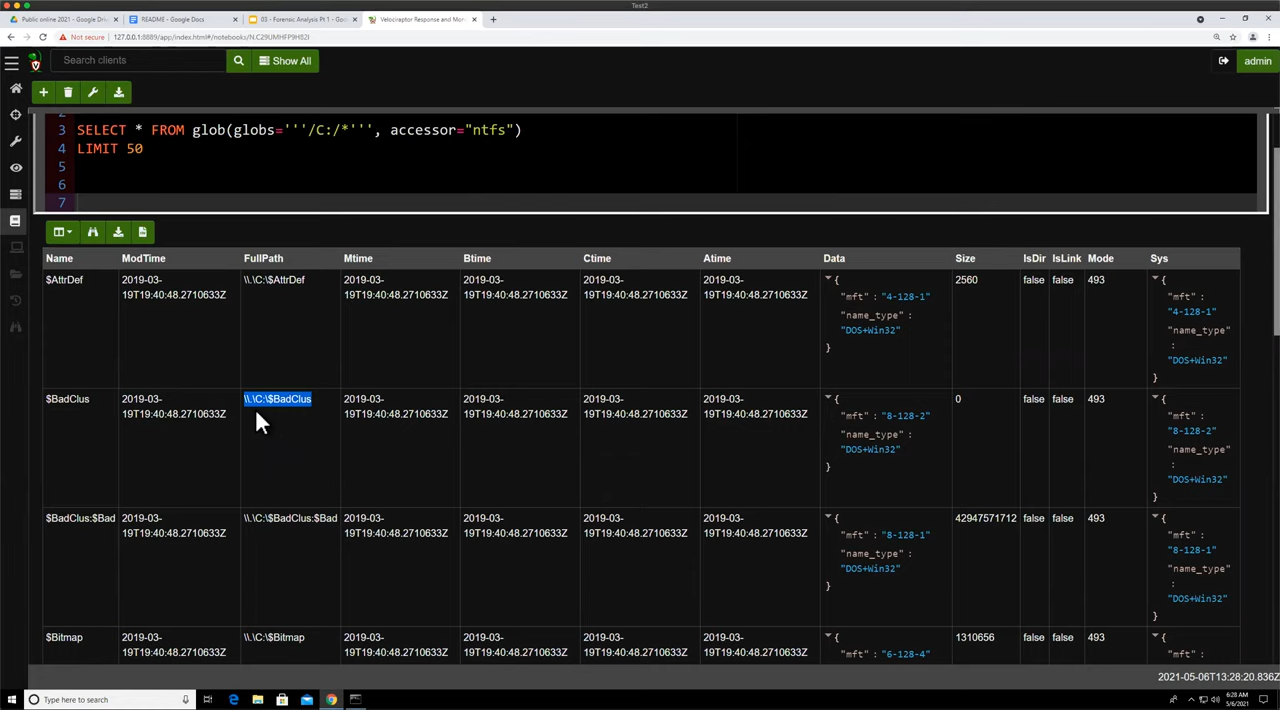 Test2
Public online 2021 - Google Driv
README - Google Docs
03 - Forensic Analysis Pt 1 - Goo
Velociraptor Response and Mon
Not secure
127.0.0.1:8889/app/index.html#/notebooks/N.C29UMHFP9H82I
Search clients
Show All
admin
2
3 SELECT * FROM glob(globs='''/C:/*''', accessor="ntfs")
4 LIMIT 50
5
6
7
Name ModTime FullPath Mtime Btime Ctime Atime Data Size IsDir IsLink Mode Sys
$AttrDef 2019-03- \\.\C:\$AttrDef 2019-03- 2019-03- 2019-03- 2019-03- { 2560 false false 493 {
19T19:40:48.2710633Z 19T19:40:48.2710633Z 19T19:40:48.2710633Z 19T19:40:48.2710633Z 19T19:40:48.2710633Z "mft" : "4-128-1" "mft" :
"name_type" : "4-128-1"
"DOS+Win32" "name_type"
} :
"DOS+Win32"
}
$BadClus 2019-03- \\.\C:\$BadClus 2019-03- 2019-03- 2019-03- 2019-03- { 0 false false 493 {
19T19:40:48.2710633Z 19T19:40:48.2710633Z 19T19:40:48.2710633Z 19T19:40:48.2710633Z 19T19:40:48.2710633Z "mft" : "8-128-2" "mft" :
"name_type" : "8-128-2"
"DOS+Win32" "name_type"
} :
"DOS+Win32"
}
$BadClus:$Bad 2019-03- \\.\C:\$BadClus:$Bad 2019-03- 2019-03- 2019-03- 2019-03- { 42947571712 false false 493 {
19T19:40:48.2710633Z 19T19:40:48.2710633Z 19T19:40:48.2710633Z 19T19:40:48.2710633Z 19T19:40:48.2710633Z "mft" : "8-128-1" "mft" :
"name_type" : "8-128-1"
"DOS+Win32" "name_type"
} :
"DOS+Win32"
}
$Bitmap 2019-03- \\.\C:\$Bitmap 2019-03- 2019-03- 2019-03- 2019-03- { 1310656 false false 493 {
19T19:40:48.2710633Z 19T19:40:48.2710633Z 19T19:40:48.2710633Z 19T19:40:48.2710633Z 19T19:40:48.2710633Z "mft" : "6-128-4" "mft" :
2021-05-06T13:28:20.836Z
Type here to search
6:28 AM
5/6/2021